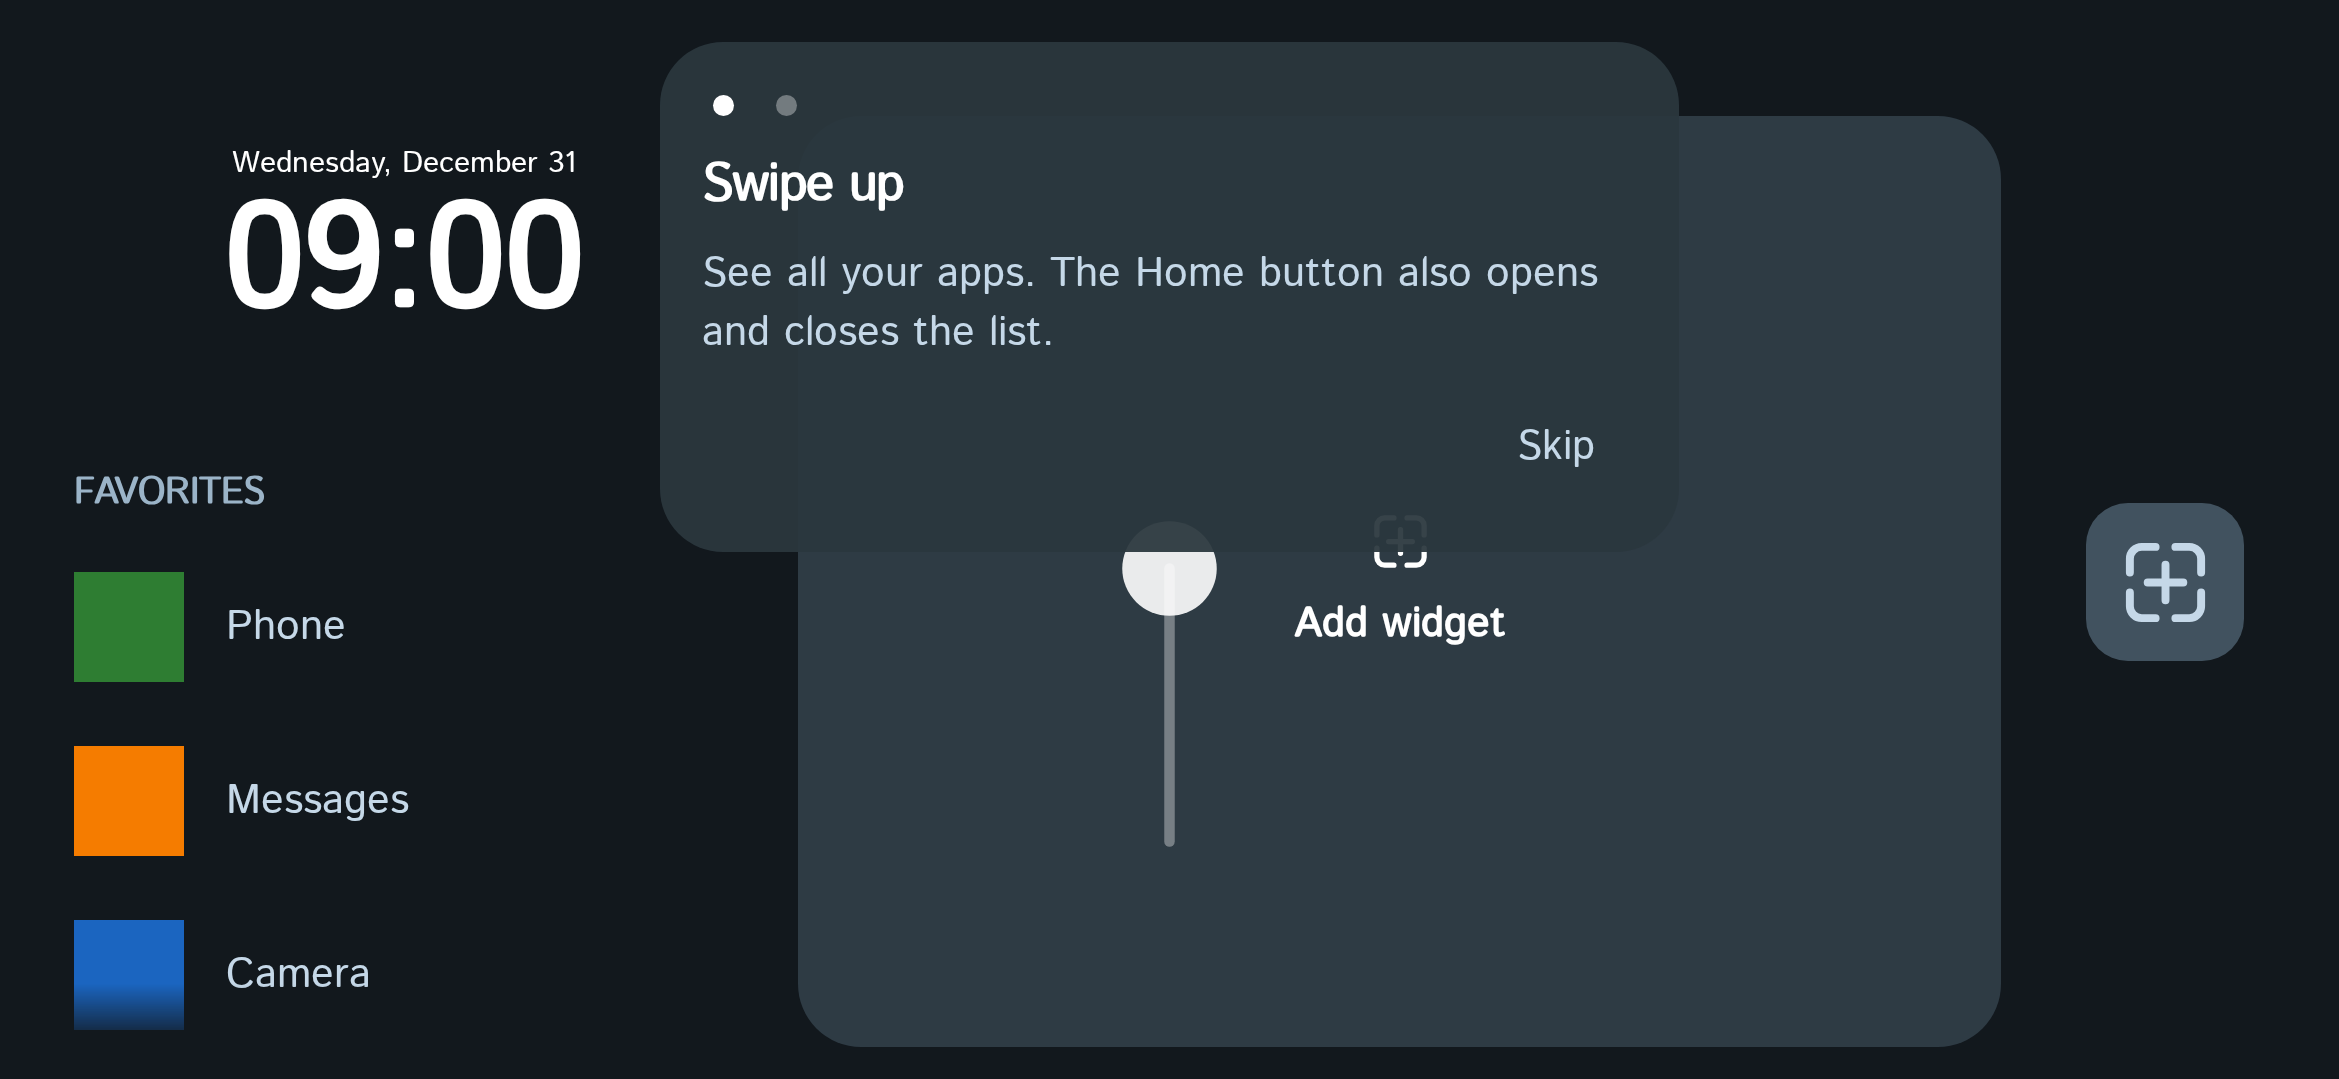 Wednesday, December 31
09:00
FAVORITES
Phone
Messages
Camera
Swipe up
See all your apps. The Home button also opens
and closes the list.
Skip
Add widget